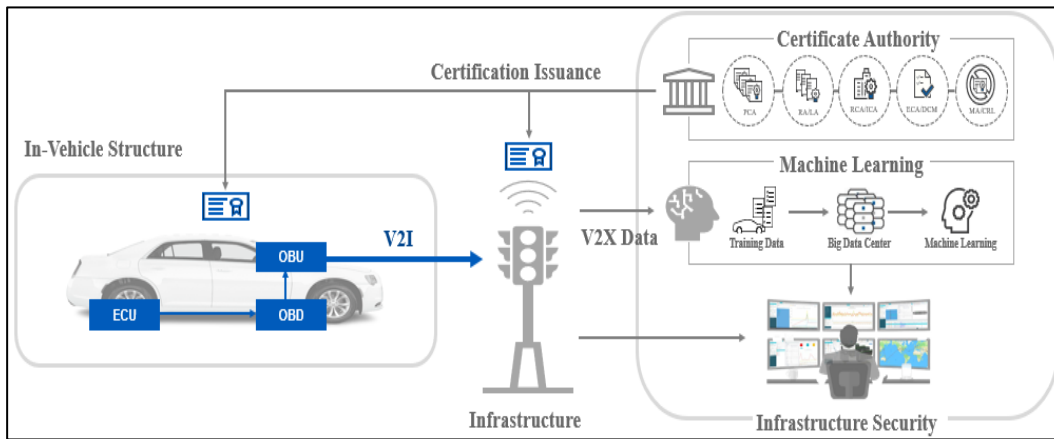 Certificate Authority
Certification Issuance
PCA
RA/LA
RCA/ICA
ECA/DCM
MA/CRL
In-Vehicle Structure
Machine Learning
V2I
V2X Data
OBU
ECU
OBD
Training Data
Big Data Center
Machine Learning
Infrastructure
Infrastructure Security